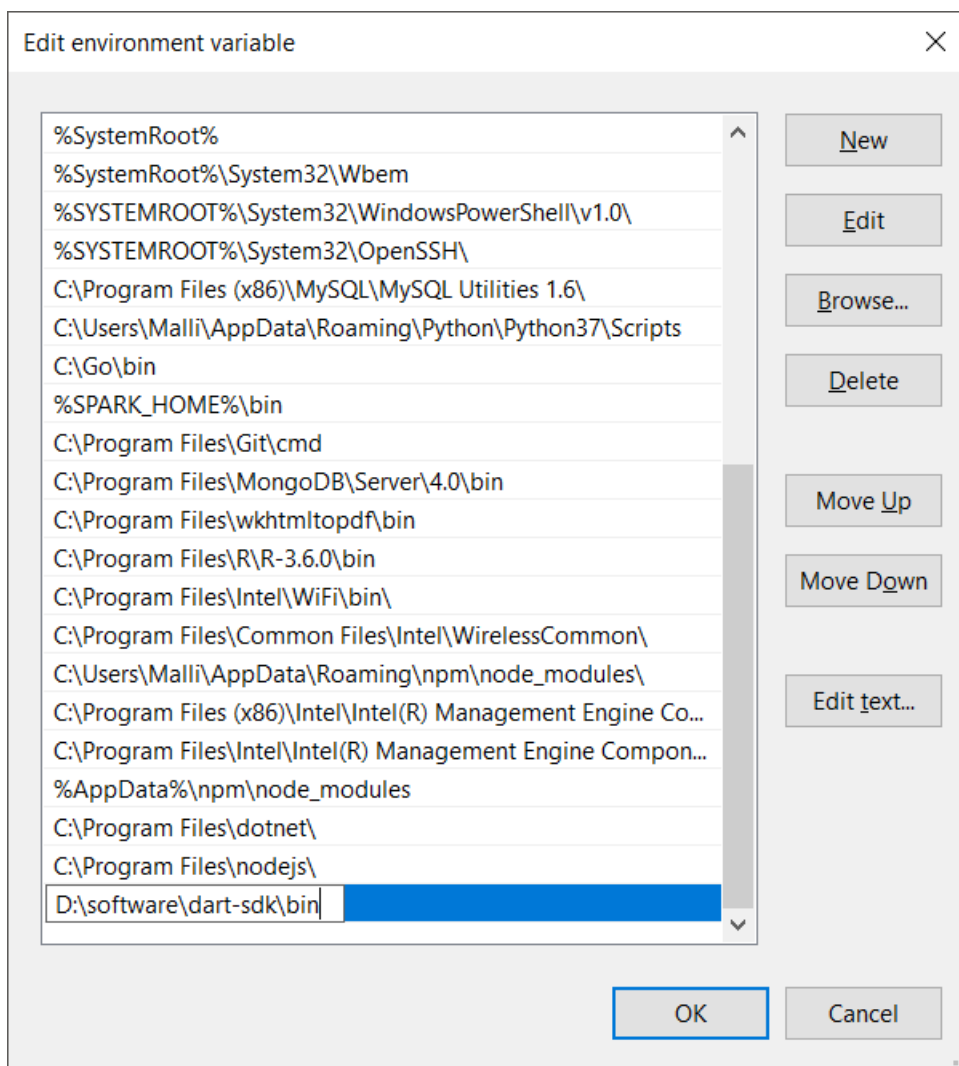 Edit environment variable
%SystemRoot%
%SystemRoot%\System32\Wbem
%SYSTEMROOT%\System32\WindowsPowerShell\v1.0\
%SYSTEMROOT%\System32\OpenSSH\
C:\Program Files (x86)\MySQL\MySQL Utilities 1.6\
C:\Users\Malli\AppData\Roaming\Python\Python37\Scripts
C:\Go\bin
%SPARK_HOME%\bin
C:\Program Files\Git\cmd
C:\Program Files\MongoDB\Server\4.0\bin
C:\Program Files\wkhtmltopdf\bin
C:\Program Files\R\R-3.6.0\bin
C:\Program Files\Intel\WiFi\bin\
C:\Program Files\Common Files\Intel\WirelessCommon\
C:\Users\Malli\AppData\Roaming\npm\node_modules\
C:\Program Files (x86)\Intel\Intel(R) Management Engine Co...
C:\Program Files\Intel\Intel(R) Management Engine Compon...
%AppData%\npm\node_modules
C:\Program Files\dotnet\
C:\Program Files\nodejs\
D:\software\dart-sdk\bin
New
Edit
Browse...
Delete
Move Up
Move Down
Edit text...
OK
Cancel